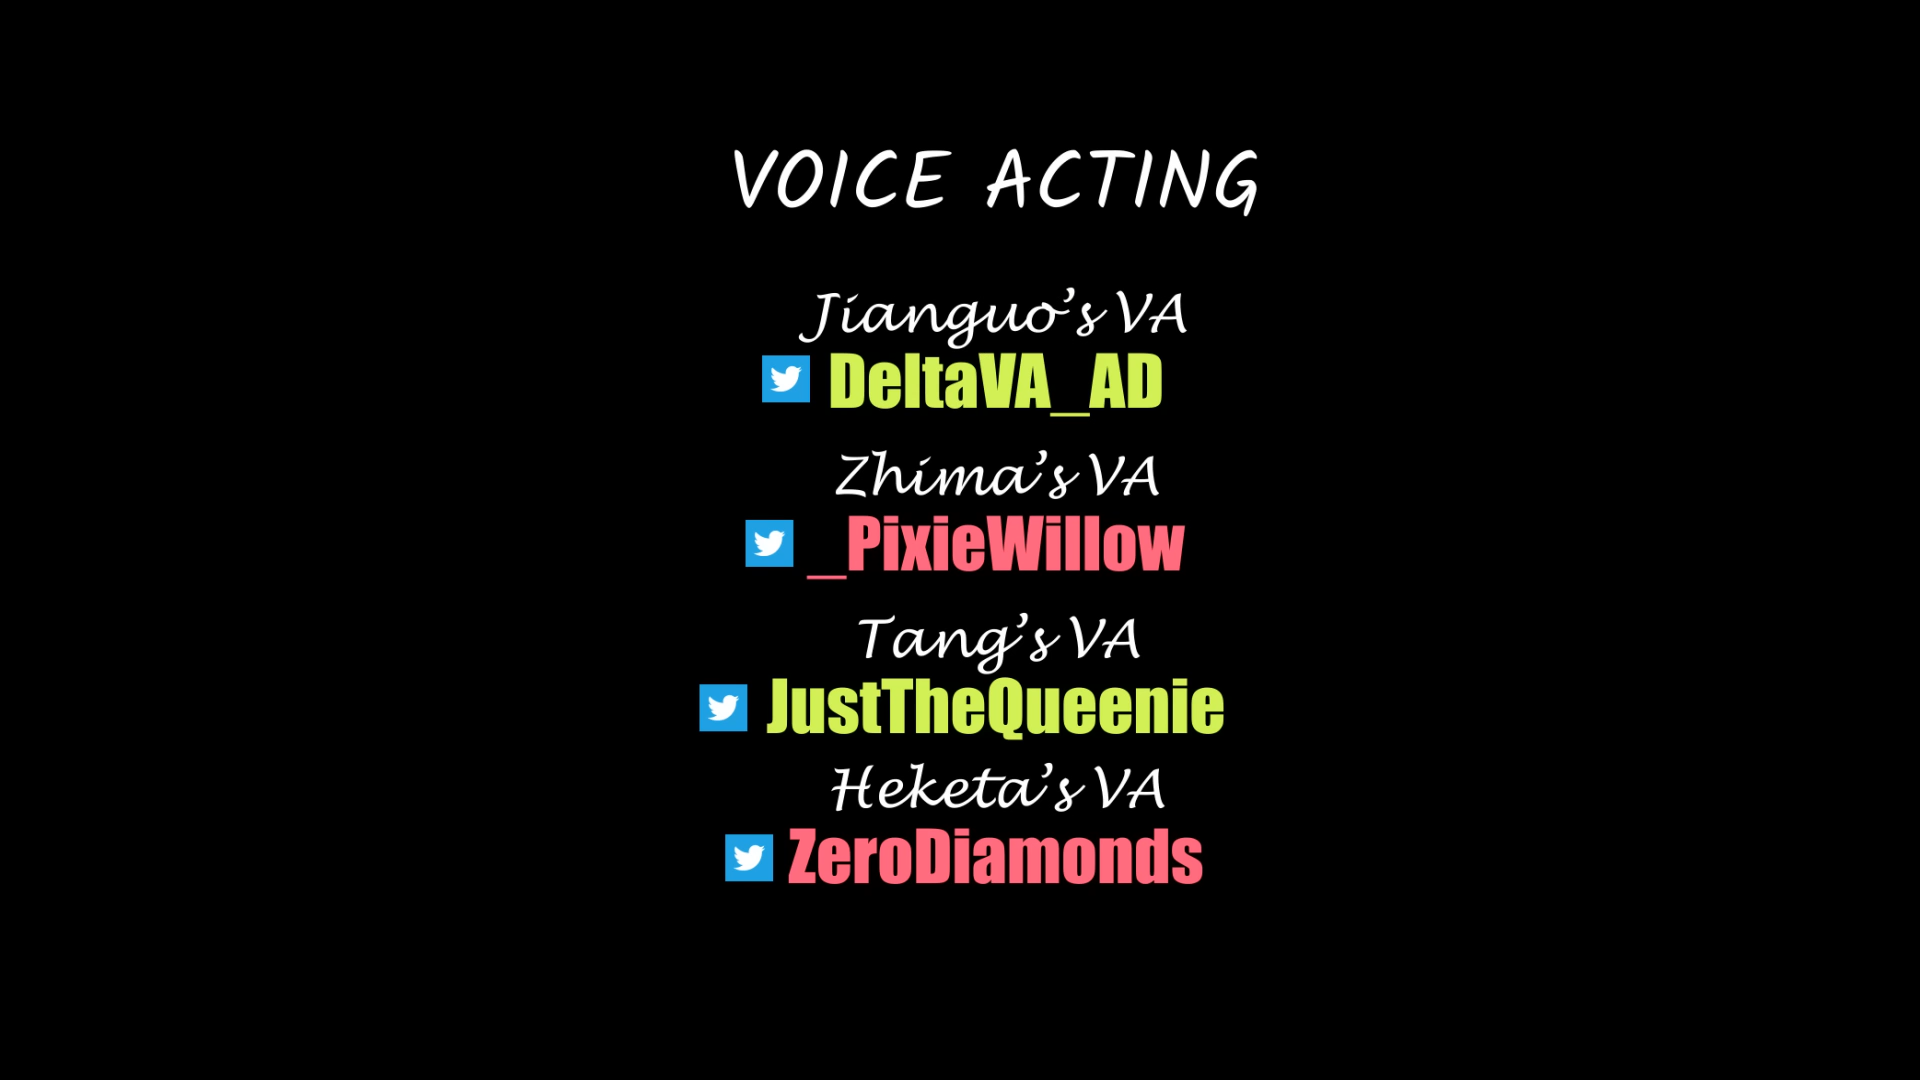 VOICE ACTING
Jianguo’s VA
DeltaVA_AD
Zhima’s VA
_PixieWillow
Tang’s VA
JustTheQueenie
Heketa’s VA
ZeroDiamonds